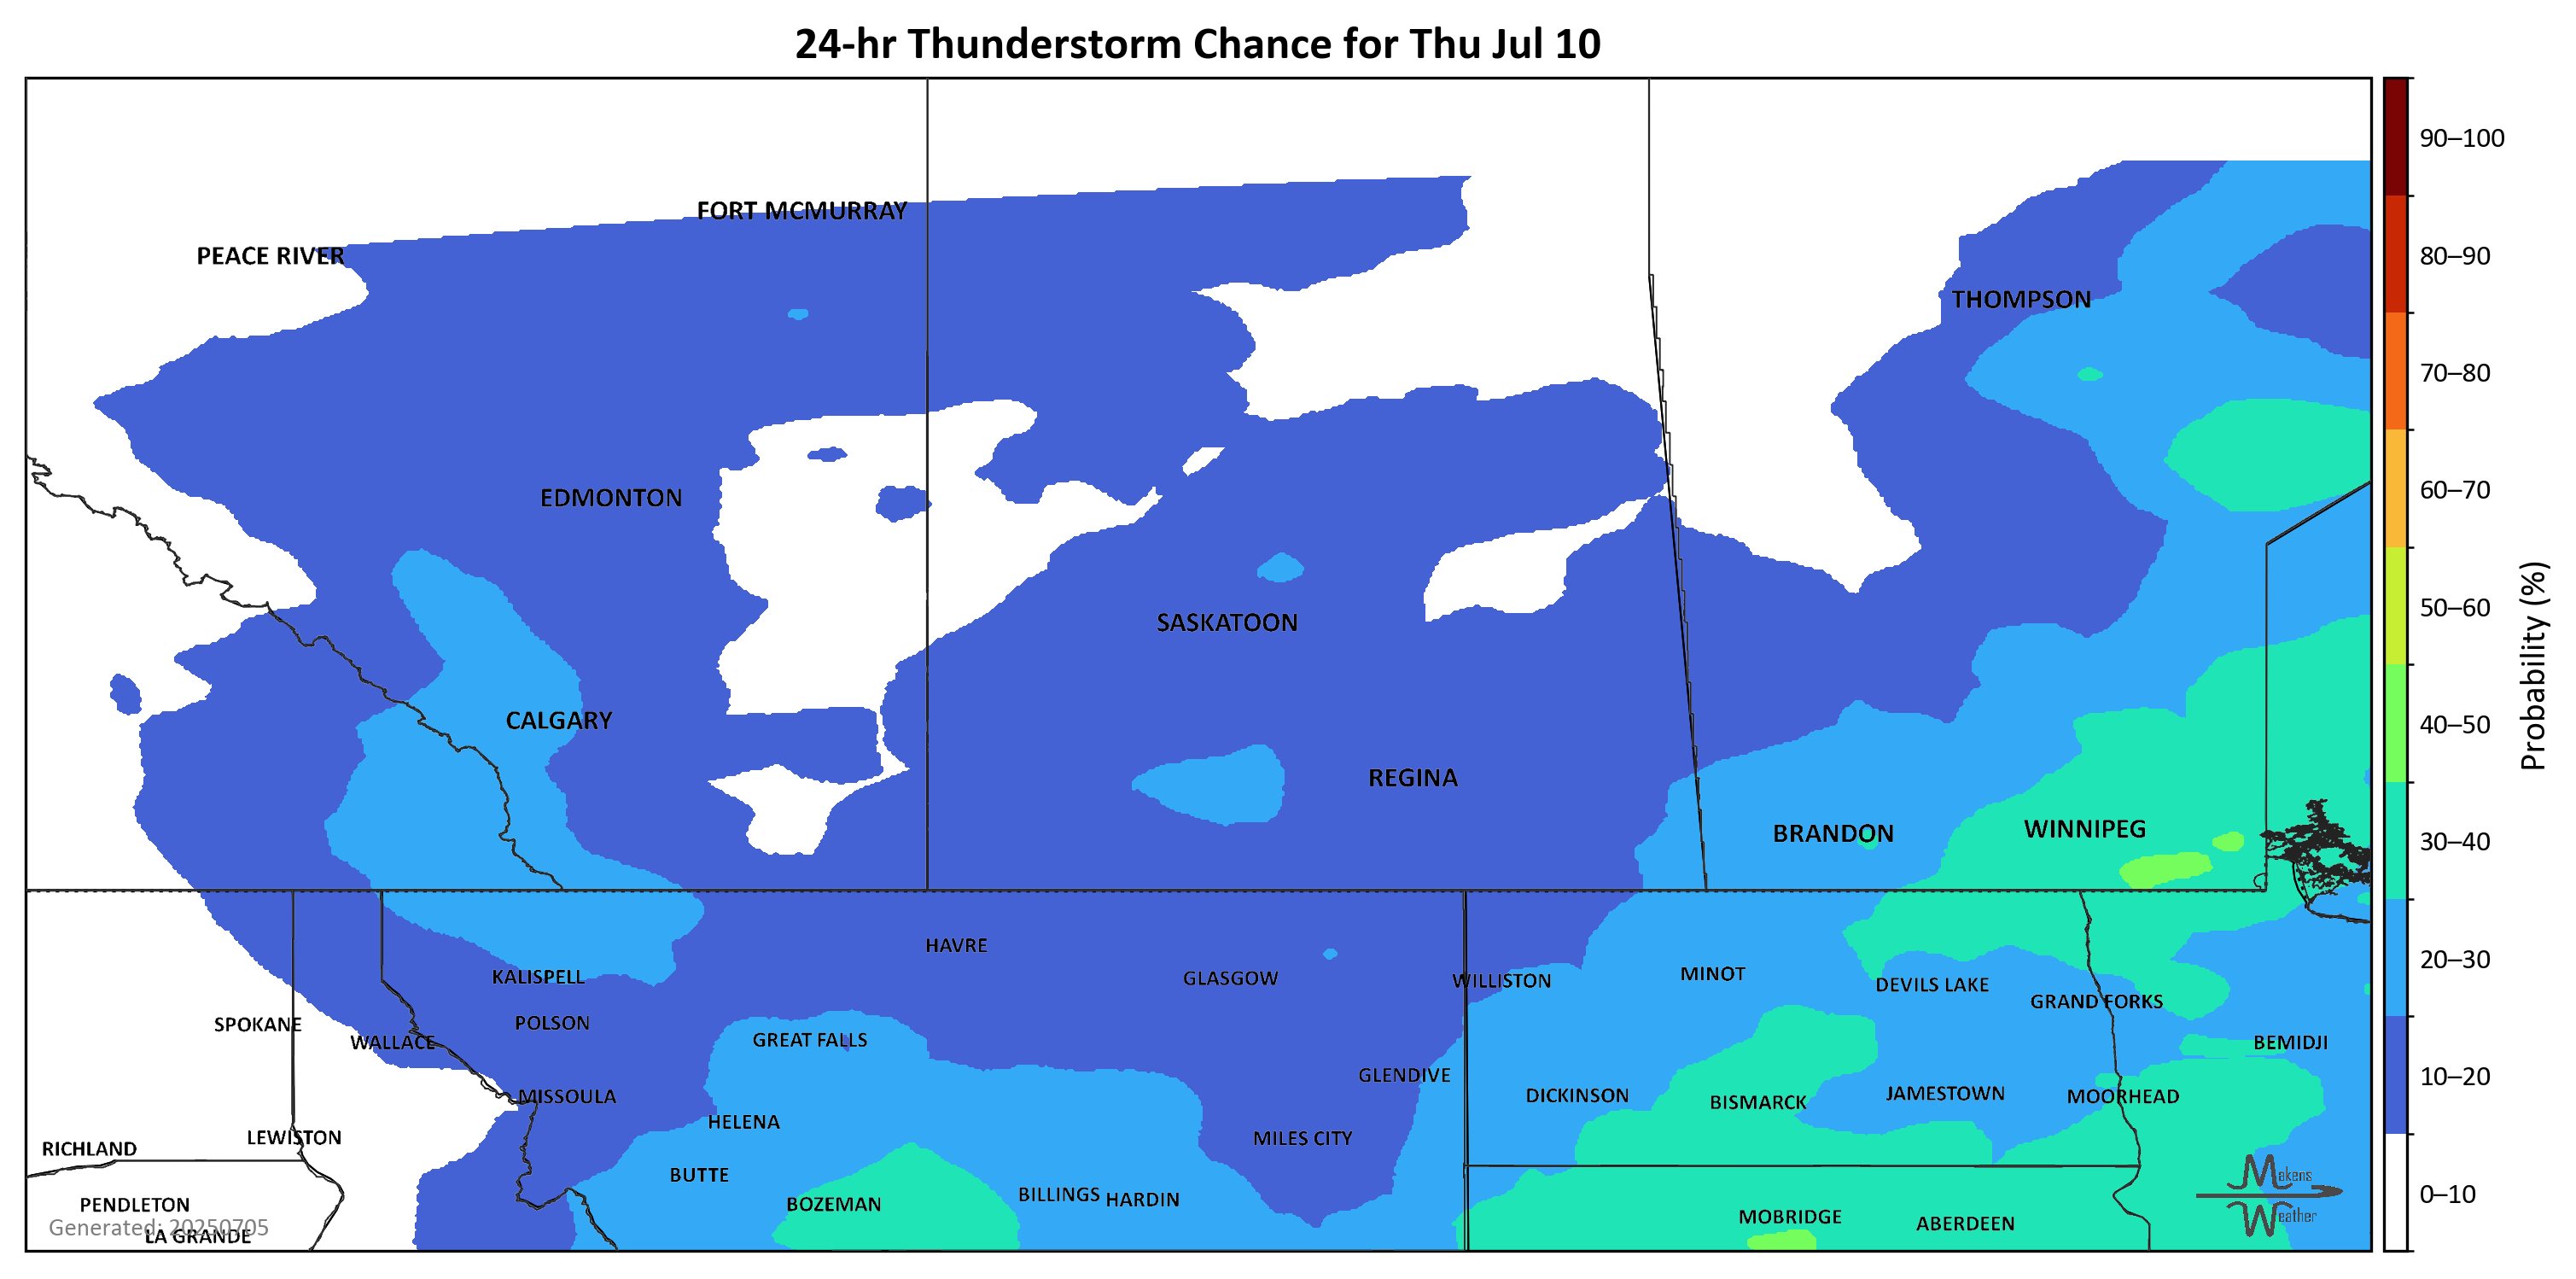 24-hr Thunderstorm Chance for Thu Jul 10
90–100
FORT MCMURRAY
PEACE RIVER
80–90
THOMPSON
70–80
60–70
EDMONTON
50–60
SASKATOON
Probability (%)
CALGARY
40–50
REGINA
BRANDON
WINNIPEG
30–40
HAVRE
KALISPELL
GLASGOW
WILLISTON
MINOT
DEVILS LAKE
20–30
GRAND FORKS
SPOKANE
POLSON
WALLACE
GREAT FALLS
BEMIDJI
GLENDIVE
10–20
MISSOULA
DICKINSON
BISMARCK
JAMESTOWN
MOORHEAD
HELENA
RICHLAND
LEWISTON
MILES CITY
BUTTE
Makens
Weather
0–10
PENDLETON
BOZEMAN
BILLINGS
HARDIN
MOBRIDGE
ABERDEEN
Generated: 20250705
LA GRANDE